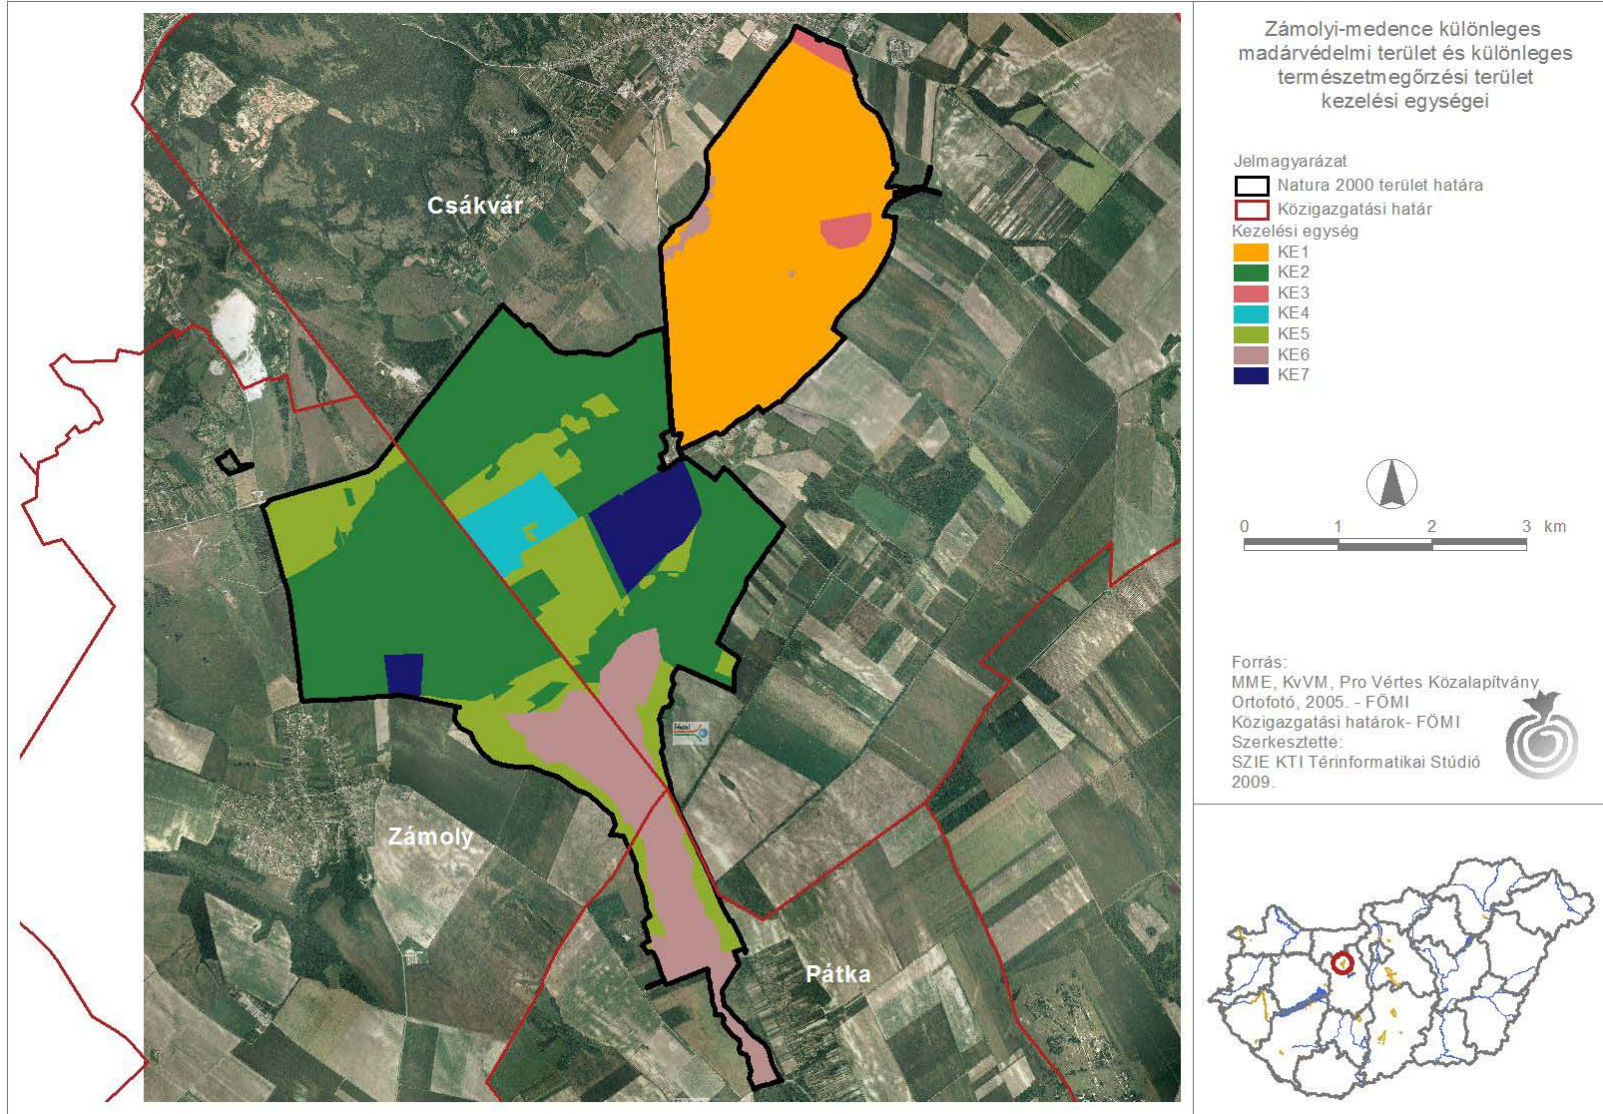 Zámolyi-medence különleges
madárvédelmi terület és különleges
természetmegőrzési terület
kezelési egységei
Jelmagyarázat
Natura 2000 terület határa
Közigazgatási határ
Kezelési egység
KE1
KE2
KE3
KE4
KE5
KE6
KE7
0 1 2 3 km
Forrás:
MME, KvVM, Pro Vértes Közalapítvány
Ortofotó, 2005. - FÖMI
Közigazgatási határok- FÖMI
Szerkesztette:
SZIE KTI Térinformatikai Stúdió
2009.
Csákvár
Zámoly
Pátka